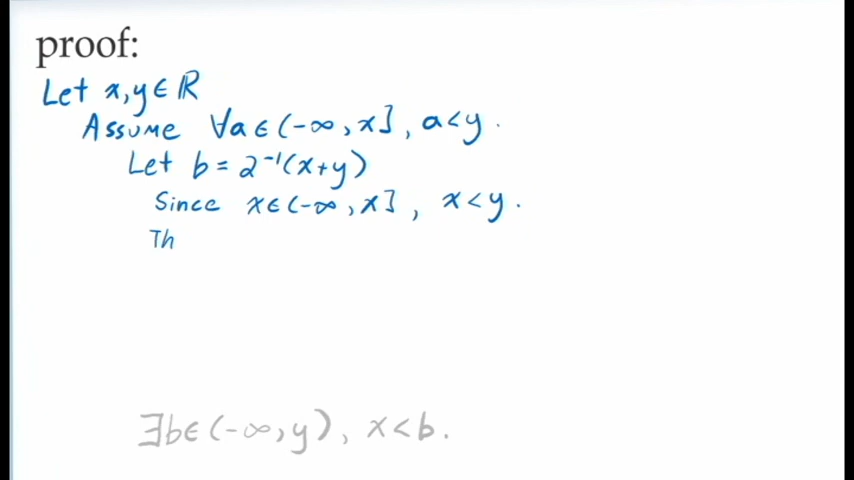 proof:
Let x,y∈ℝ
Assume ∀a∈(-∞,x], a<y.
Let b=2⁻¹(x+y)
Since x∈(-∞,x], x<y.
Th
∃b∈(-∞,y), x<b.